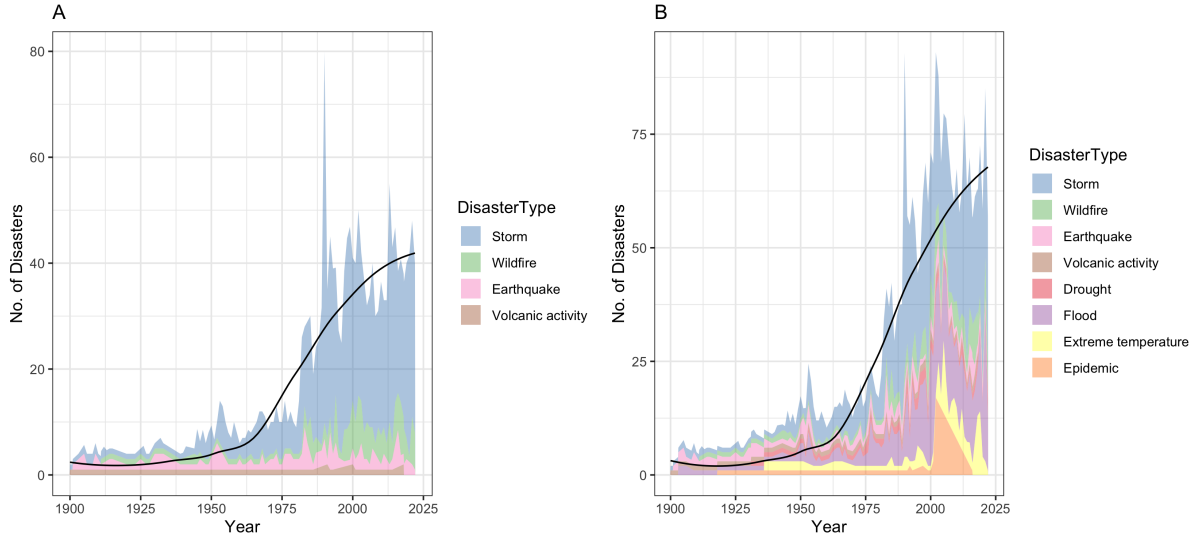 A
No. of Disasters
80
60
40
20
0
1900 1925 1950 1975 2000 2025
Year
DisasterType
Storm
Wildfire
Earthquake
Volcanic activity
B
No. of Disasters
75
50
25
0
1900 1925 1950 1975 2000 2025
Year
DisasterType
Storm
Wildfire
Earthquake
Volcanic activity
Drought
Flood
Extreme temperature
Epidemic